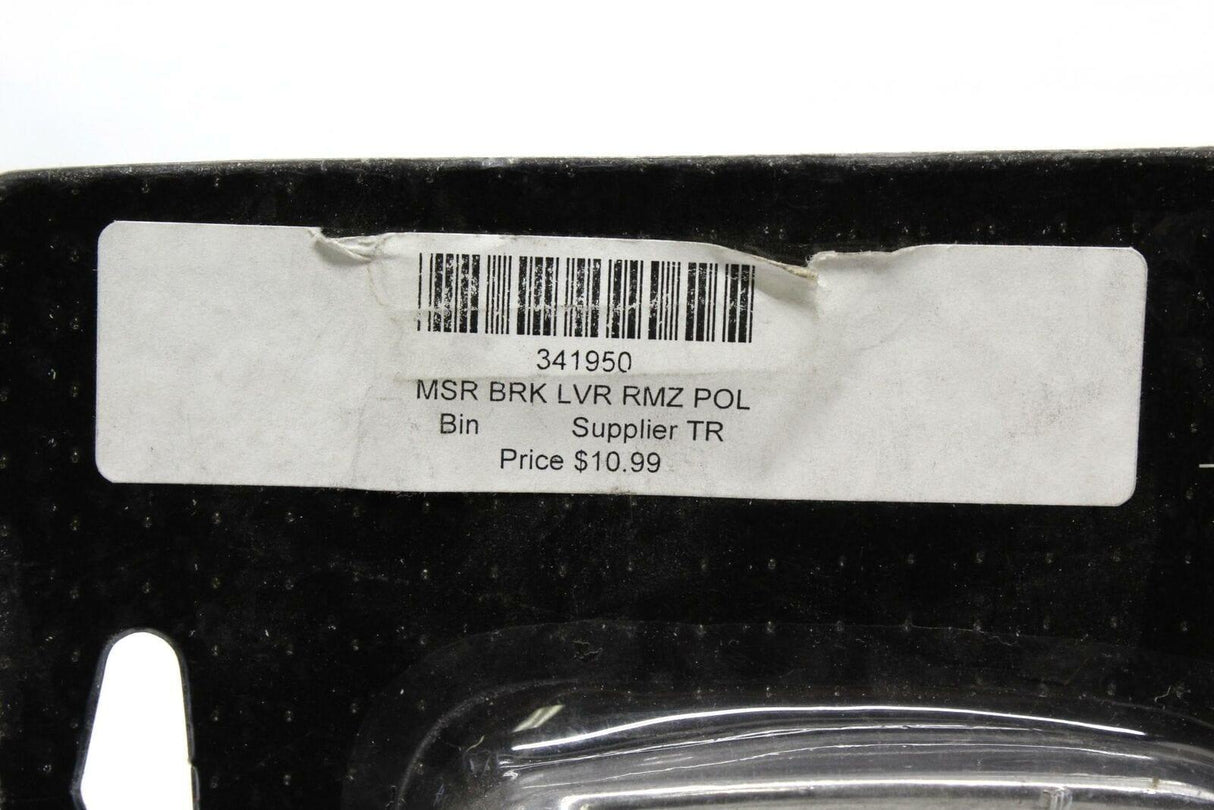 341950
MSR BRK LVR RMZ POL
Bin Supplier TR
Price $10.99